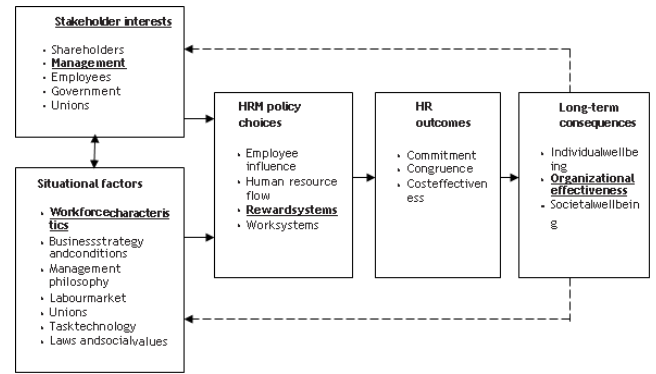 Stakeholder interests
Shareholders
Management
Employees
Government
Unions
Situational factors
Workforcecharacteris
tics
Businessstrategy
andconditions
Management
philosophy
Labourmarket
Unions
Tasktechnology
Laws andsocialvalues
HRM policy
choices
Employee
influence
Human resource
flow
Rewardsystems
Worksystems
HR
outcomes
Commitment
Congruence
Costeffectiven
ess
Long-term
consequences
Individualwellbe
ing
Organizational
effectiveness
Societalwellbein
g